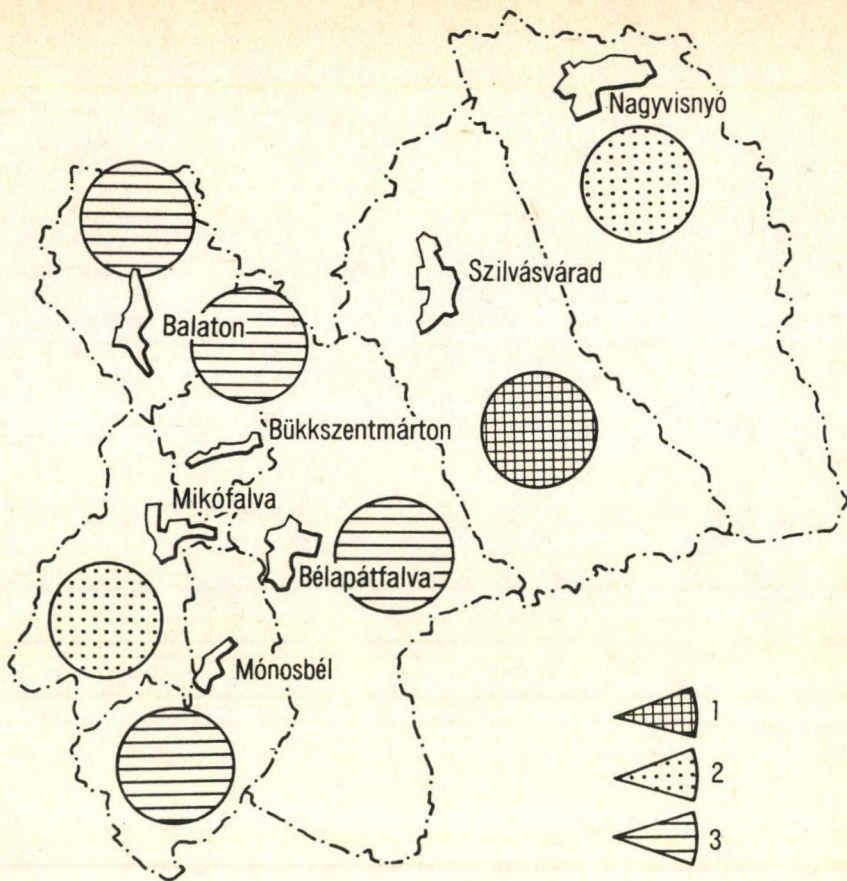 Nagyvisnyó
Szilvásvárad
Balaton
Bükkszentmárton
Mikófalva
Bélapátfalva
Mónosbél
1
2
3